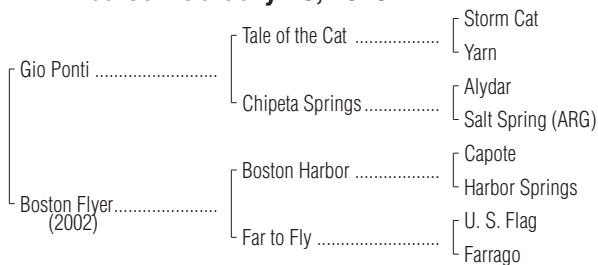 Storm Cat
Tale of the Cat ..................
Yarn
Gio Ponti ..........................
Alydar
Chipeta Springs................
Salt Spring (ARG)
Capote
Boston Harbor ..................
Harbor Springs
Boston Flyer......................
(2002)
U. S. Flag
Far to Fly ..........................
Farrago